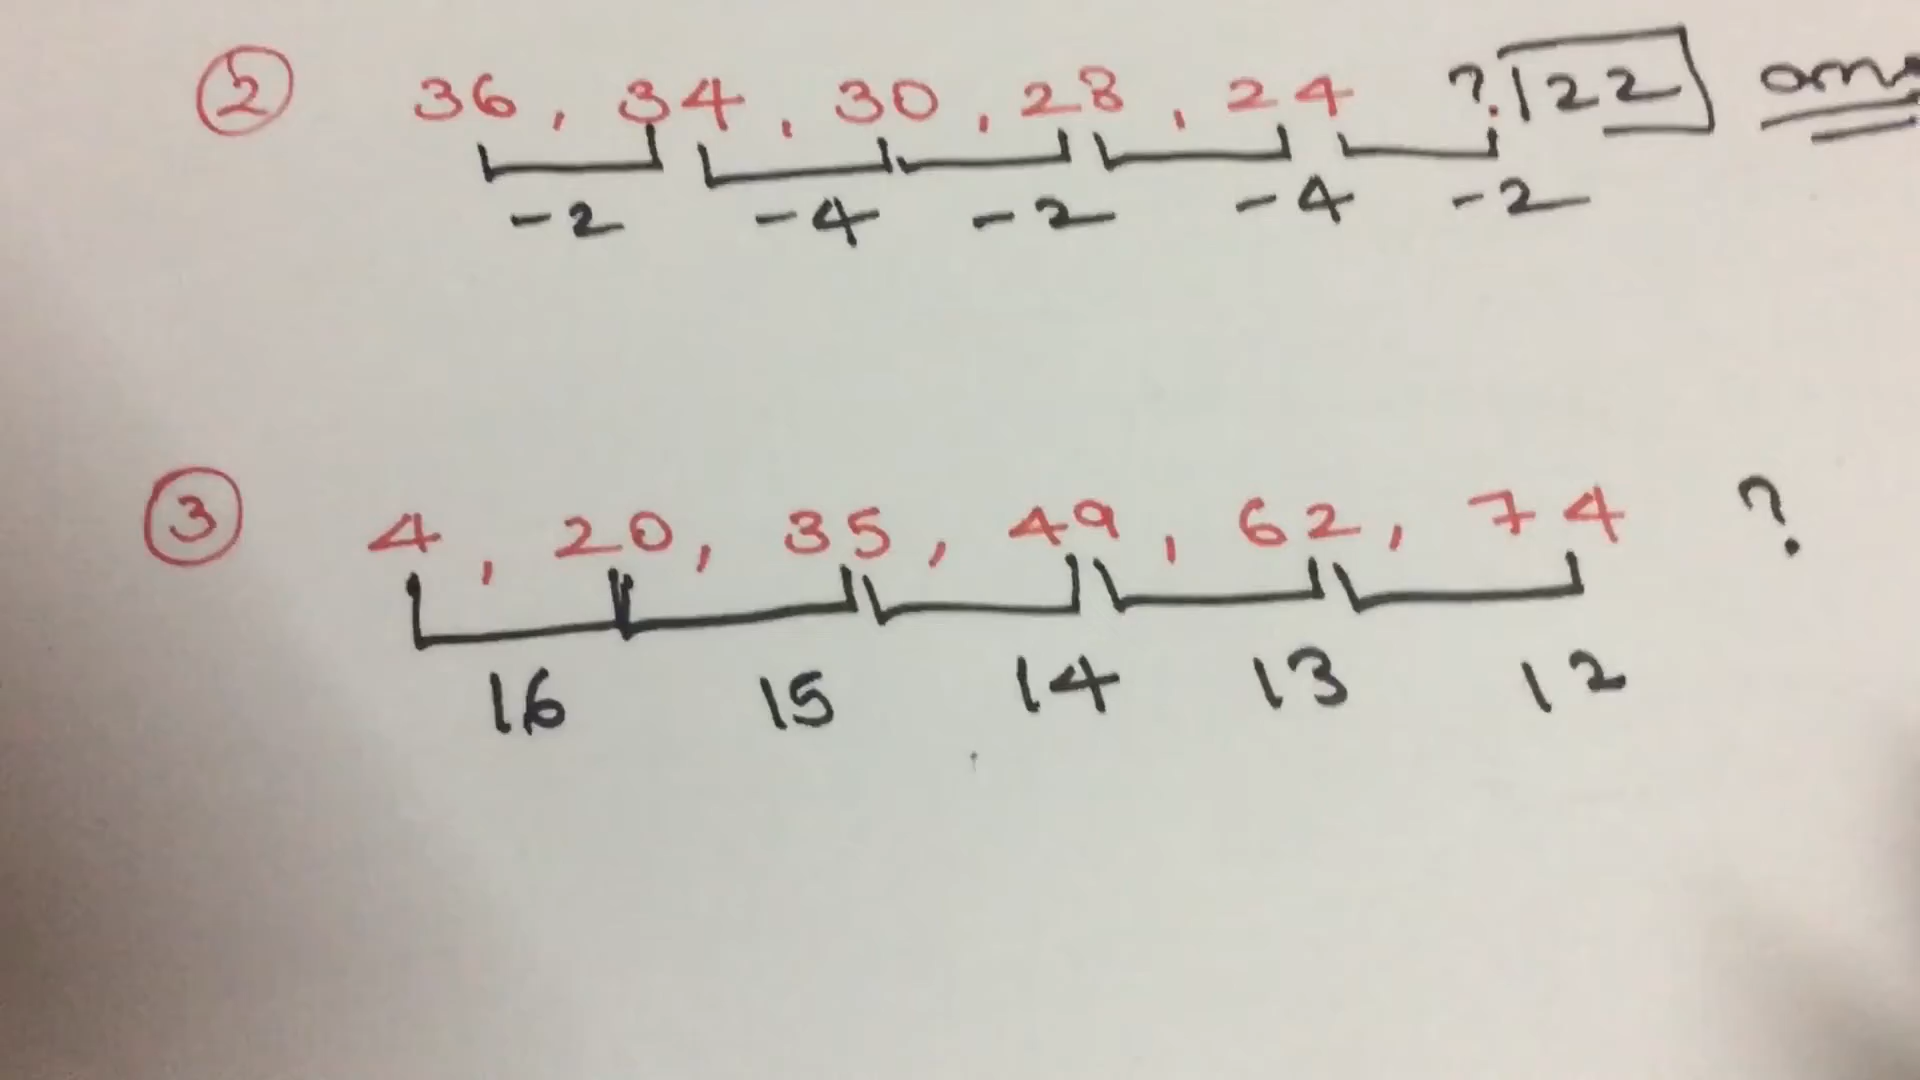 2 36, 34, 30, 28, 24 ? 22 ans
-2 -4 -2 -4 -2
3 4, 20, 35, 49, 62, 74 ?
16 15 14 13 12